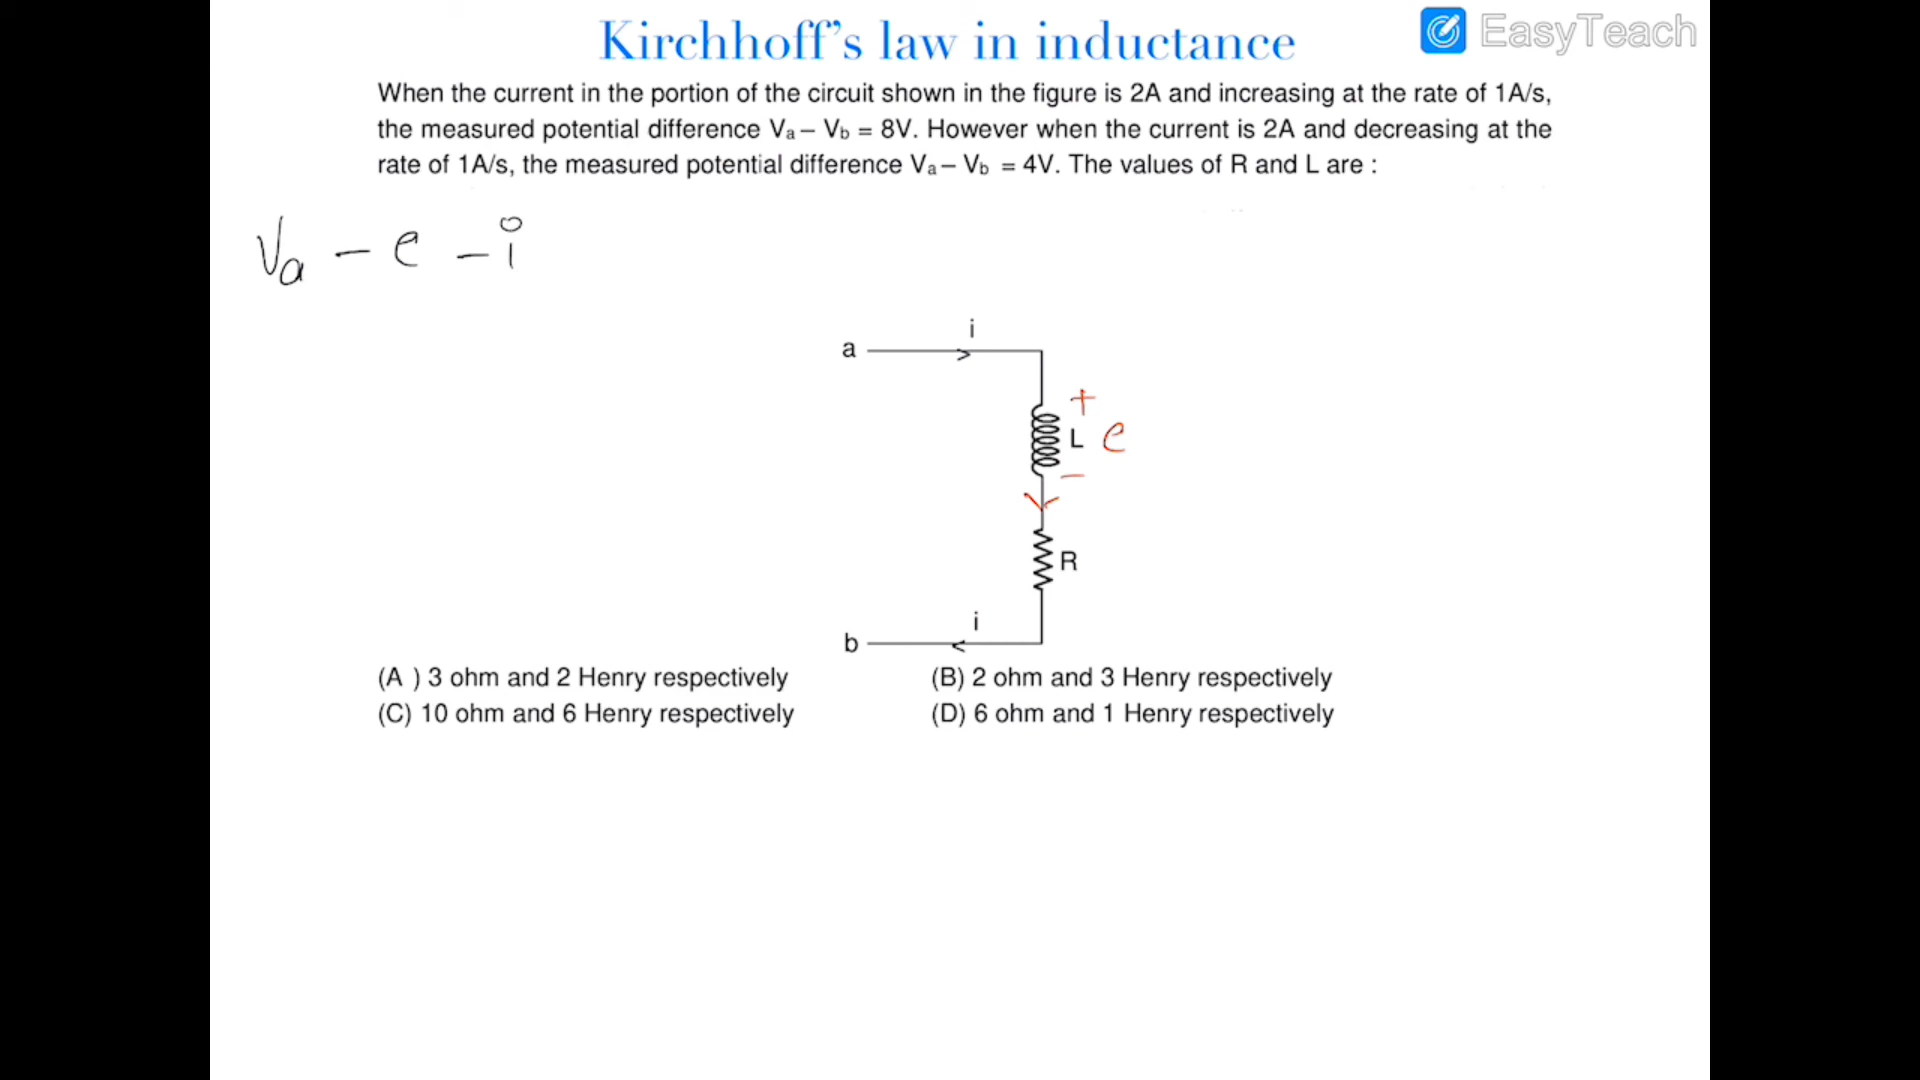 Kirchhoff's law in inductance
EasyTeach
When the current in the portion of the circuit shown in the figure is 2A and increasing at the rate of 1A/s,
the measured potential difference Va – Vb = 8V. However when the current is 2A and decreasing at the
rate of 1A/s, the measured potential difference Va – Vb = 4V. The values of R and L are :
Va - e - i
i
a
+
L e
-
R
i
b
(A ) 3 ohm and 2 Henry respectively
(B) 2 ohm and 3 Henry respectively
(C) 10 ohm and 6 Henry respectively
(D) 6 ohm and 1 Henry respectively